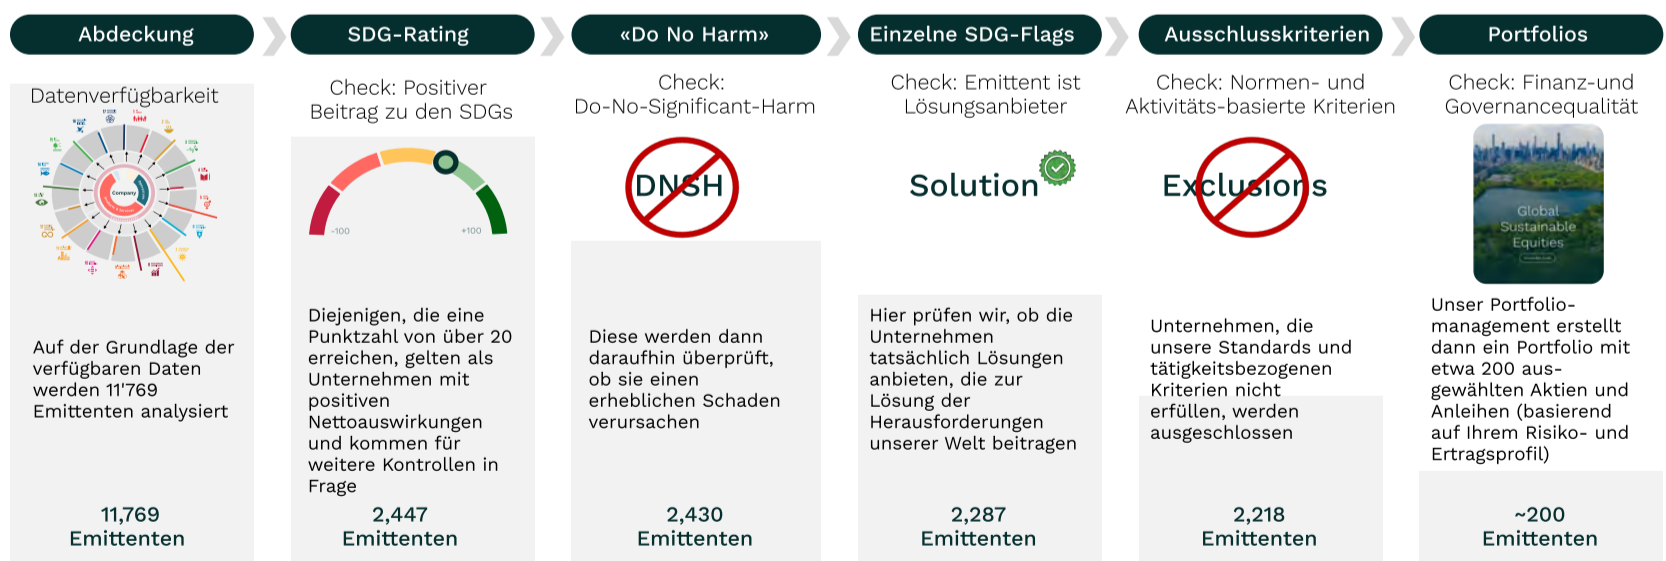 Abdeckung
Datenverfügbarkeit
Company
Auf der Grundlage der
verfügbaren Daten
werden 11'769
Emittenten analysiert
11,769
Emittenten
SDG-Rating
Check: Positiver
Beitrag zu den SDGs
-100
+100
Diejenigen, die eine
Punktzahl von über 20
erreichen, gelten als
Unternehmen mit
positiven
Nettoauswirkungen
und kommen für
weitere Kontrollen in
Frage
2,447
Emittenten
«Do No Harm»
Check:
Do-No-Significant-Harm
DNSH
Diese werden dann
daraufhin überprüft,
ob sie einen
erheblichen Schaden
verursachen
2,430
Emittenten
Einzelne SDG-Flags
Check: Emittent ist
Lösungsanbieter
Solution
Hier prüfen wir, ob die
Unternehmen
tatsächlich Lösungen
anbieten, die zur
Lösung der
Herausforderungen
unserer Welt beitragen
2,287
Emittenten
Ausschlusskriterien
Check: Normen- und
Aktivitäts-basierte Kriterien
Exclusions
Unternehmen, die
unsere Standards und
tätigkeitsbezogenen
Kriterien nicht
erfüllen, werden
ausgeschlossen
2,218
Emittenten
Portfolios
Check: Finanz-und
Governancequalität
Global
Sustainable
Equities
Unser Portfolio-
management erstellt
dann ein Portfolio mit
etwa 200 aus-
gewählten Aktien und
Anleihen (basierend
auf Ihrem Risiko- und
Ertragsprofil)
~200
Emittenten